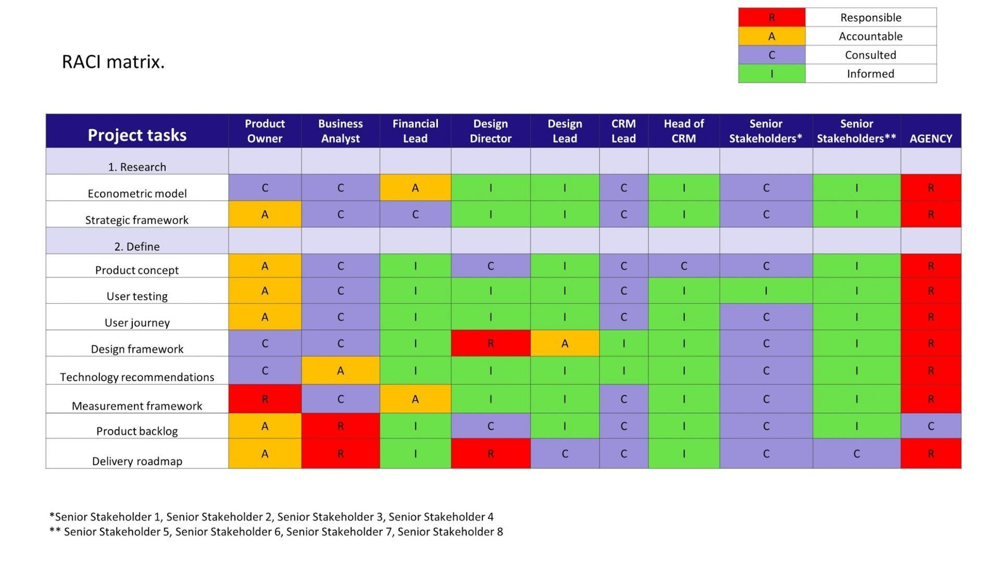 R Responsible
A Accountable
C Consulted
I Informed
RACI matrix.
Project tasks Product Owner Business Analyst Financial Lead Design Director Design Lead CRM Lead Head of CRM Senior Stakeholders* Senior Stakeholders** AGENCY
1. Research
Econometric model C C A I I C I C I R
Strategic framework A C C I I C I C I R
2. Define
Product concept A C I C I C C C I R
User testing A C I I I C I I I R
User journey A C I I I C I C I R
Design framework C C I R A I I C I R
Technology recommendations C A I I I I I C I R
Measurement framework R C A I I C I C I R
Product backlog A R I C I C I C I C
Delivery roadmap A R I R C C I C C R
*Senior Stakeholder 1, Senior Stakeholder 2, Senior Stakeholder 3, Senior Stakeholder 4
** Senior Stakeholder 5, Senior Stakeholder 6, Senior Stakeholder 7, Senior Stakeholder 8